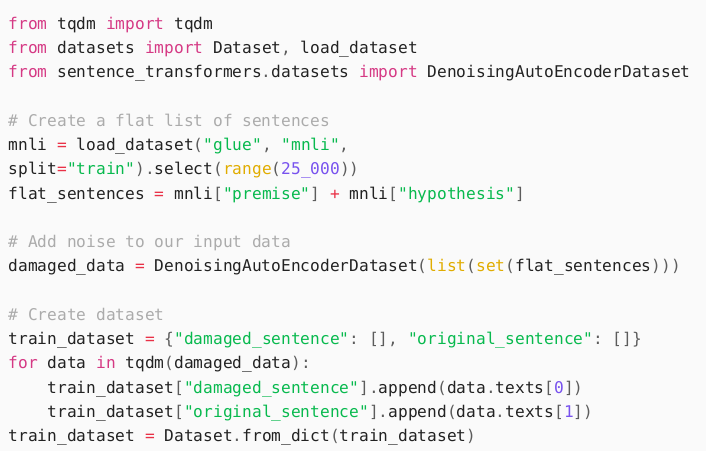 from tqdm import tqdm
from datasets import Dataset, load_dataset
from sentence_transformers.datasets import DenoisingAutoEncoderDataset

# Create a flat list of sentences
mnli = load_dataset("glue", "mnli",
split="train").select(range(25_000))
flat_sentences = mnli["premise"] + mnli["hypothesis"]

# Add noise to our input data
damaged_data = DenoisingAutoEncoderDataset(list(set(flat_sentences)))

# Create dataset
train_dataset = {"damaged_sentence": [], "original_sentence": []}
for data in tqdm(damaged_data):
    train_dataset["damaged_sentence"].append(data.texts[0])
    train_dataset["original_sentence"].append(data.texts[1])
train_dataset = Dataset.from_dict(train_dataset)